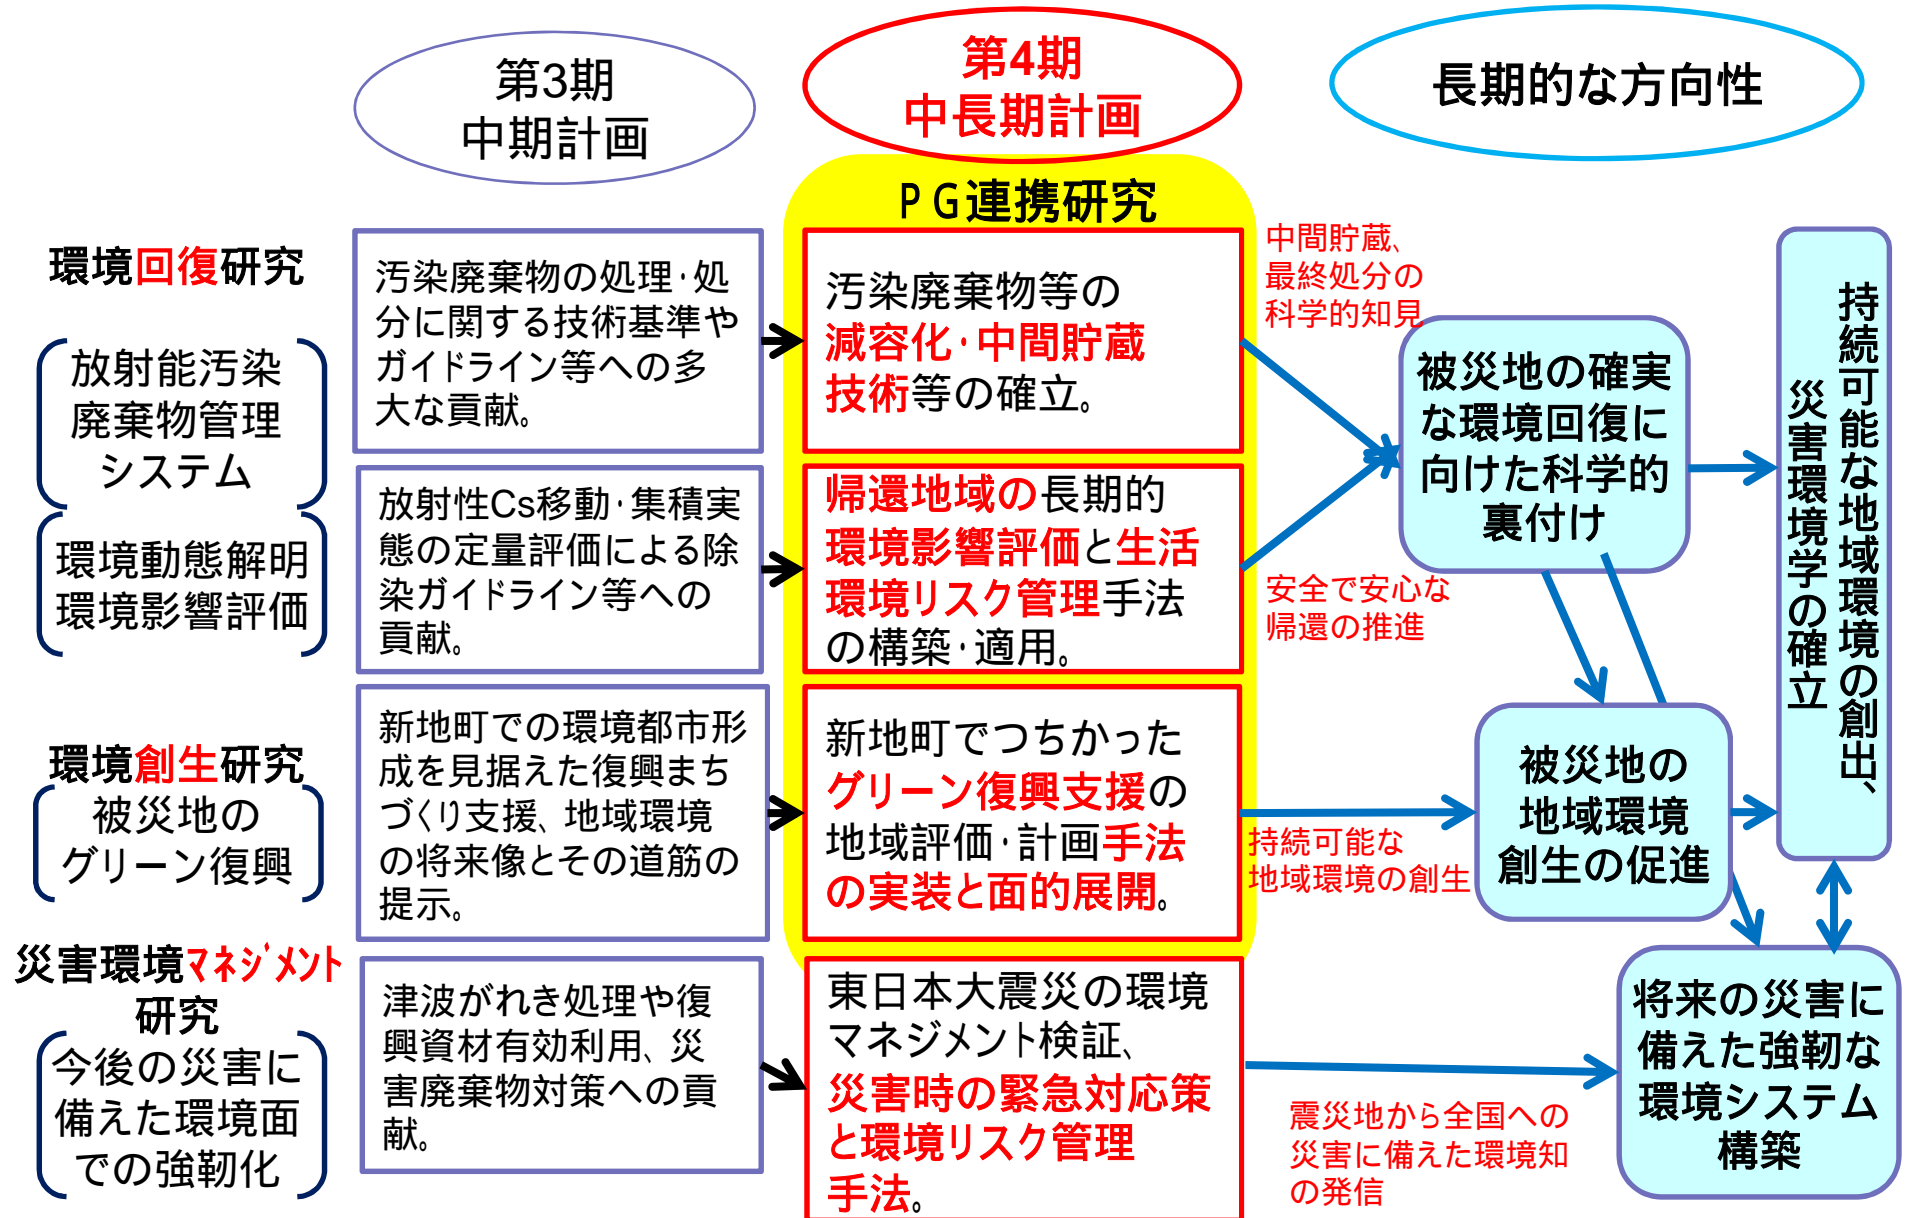 第3期
中期計画
第4期
中長期計画
長期的な方向性
PG連携研究
環境回復研究
放射能汚染
廃棄物管理
システム
環境動態解明
環境影響評価
汚染廃棄物の処理・処
分に関する技術基準や
ガイドライン等への多
大な貢献。
放射性Cs移動・集積実
態の定量評価による除
染ガイドライン等への
貢献。
汚染廃棄物等の
減容化・中間貯蔵
技術等の確立。
帰還地域の長期的
環境影響評価と生活
環境リスク管理手法
の構築・適用。
中間貯蔵、
最終処分の
科学的知見
安全で安心な
帰還の推進
被災地の確実
な環境回復に
向けた科学的
裏付け
持続可能な地域環境の創出、
災害環境学の確立
環境創生研究
被災地の
グリーン復興
新地町での環境都市形
成を見据えた復興まち
づくり支援、地域環境
の将来像とその道筋の
提示。
新地町でつちかった
グリーン復興支援の
地域評価・計画手法
の実装と面的展開。
持続可能な
地域環境の創生
被災地の
地域環境
創生の促進
災害環境マネジメント
研究
今後の災害に
備えた環境面
での強靭化
津波がれき処理や復
興資材有効利用、災
害廃棄物対策への貢
献。
東日本大震災の環境
マネジメント検証、
災害時の緊急対応策
と環境リスク管理
手法。
震災地から全国への
災害に備えた環境知
の発信
将来の災害に
備えた強靭な
環境システム
構築